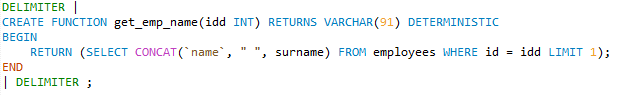 DELIMITER |
CREATE FUNCTION get_emp_name(idd INT) RETURNS VARCHAR(91) DETERMINISTIC
BEGIN
    RETURN (SELECT CONCAT(`name`, " ", surname) FROM employees WHERE id = idd LIMIT 1);
END
| DELIMITER ;